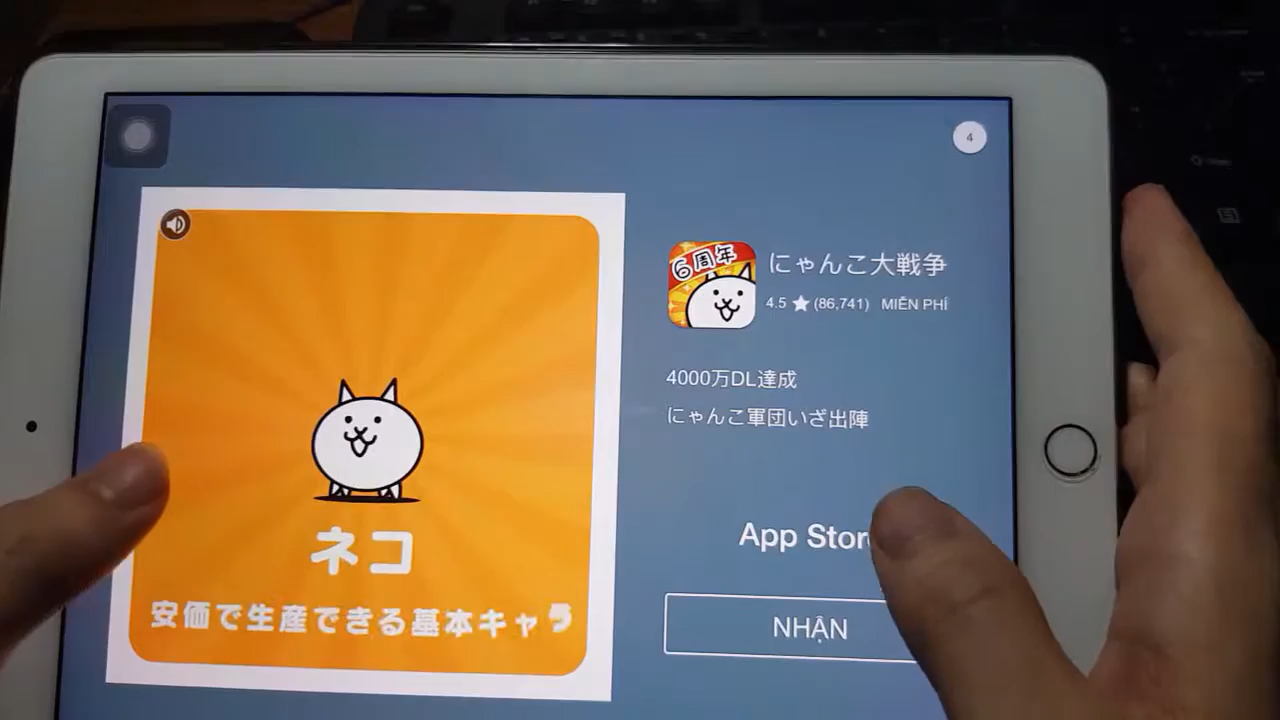 4
6周年
にゃんこ大戦争
4.5 ★ (86,741) MIỄN PHÍ
4000万DL達成
にゃんこ軍団いざ出陣
ネコ
安価で生産できる基本キャラ
App Store
NHẬN